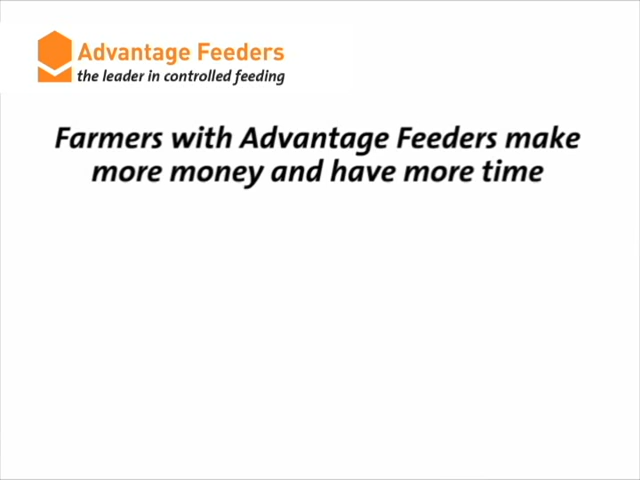 Advantage Feeders
the leader in controlled feeding
Farmers with Advantage Feeders make
more money and have more time